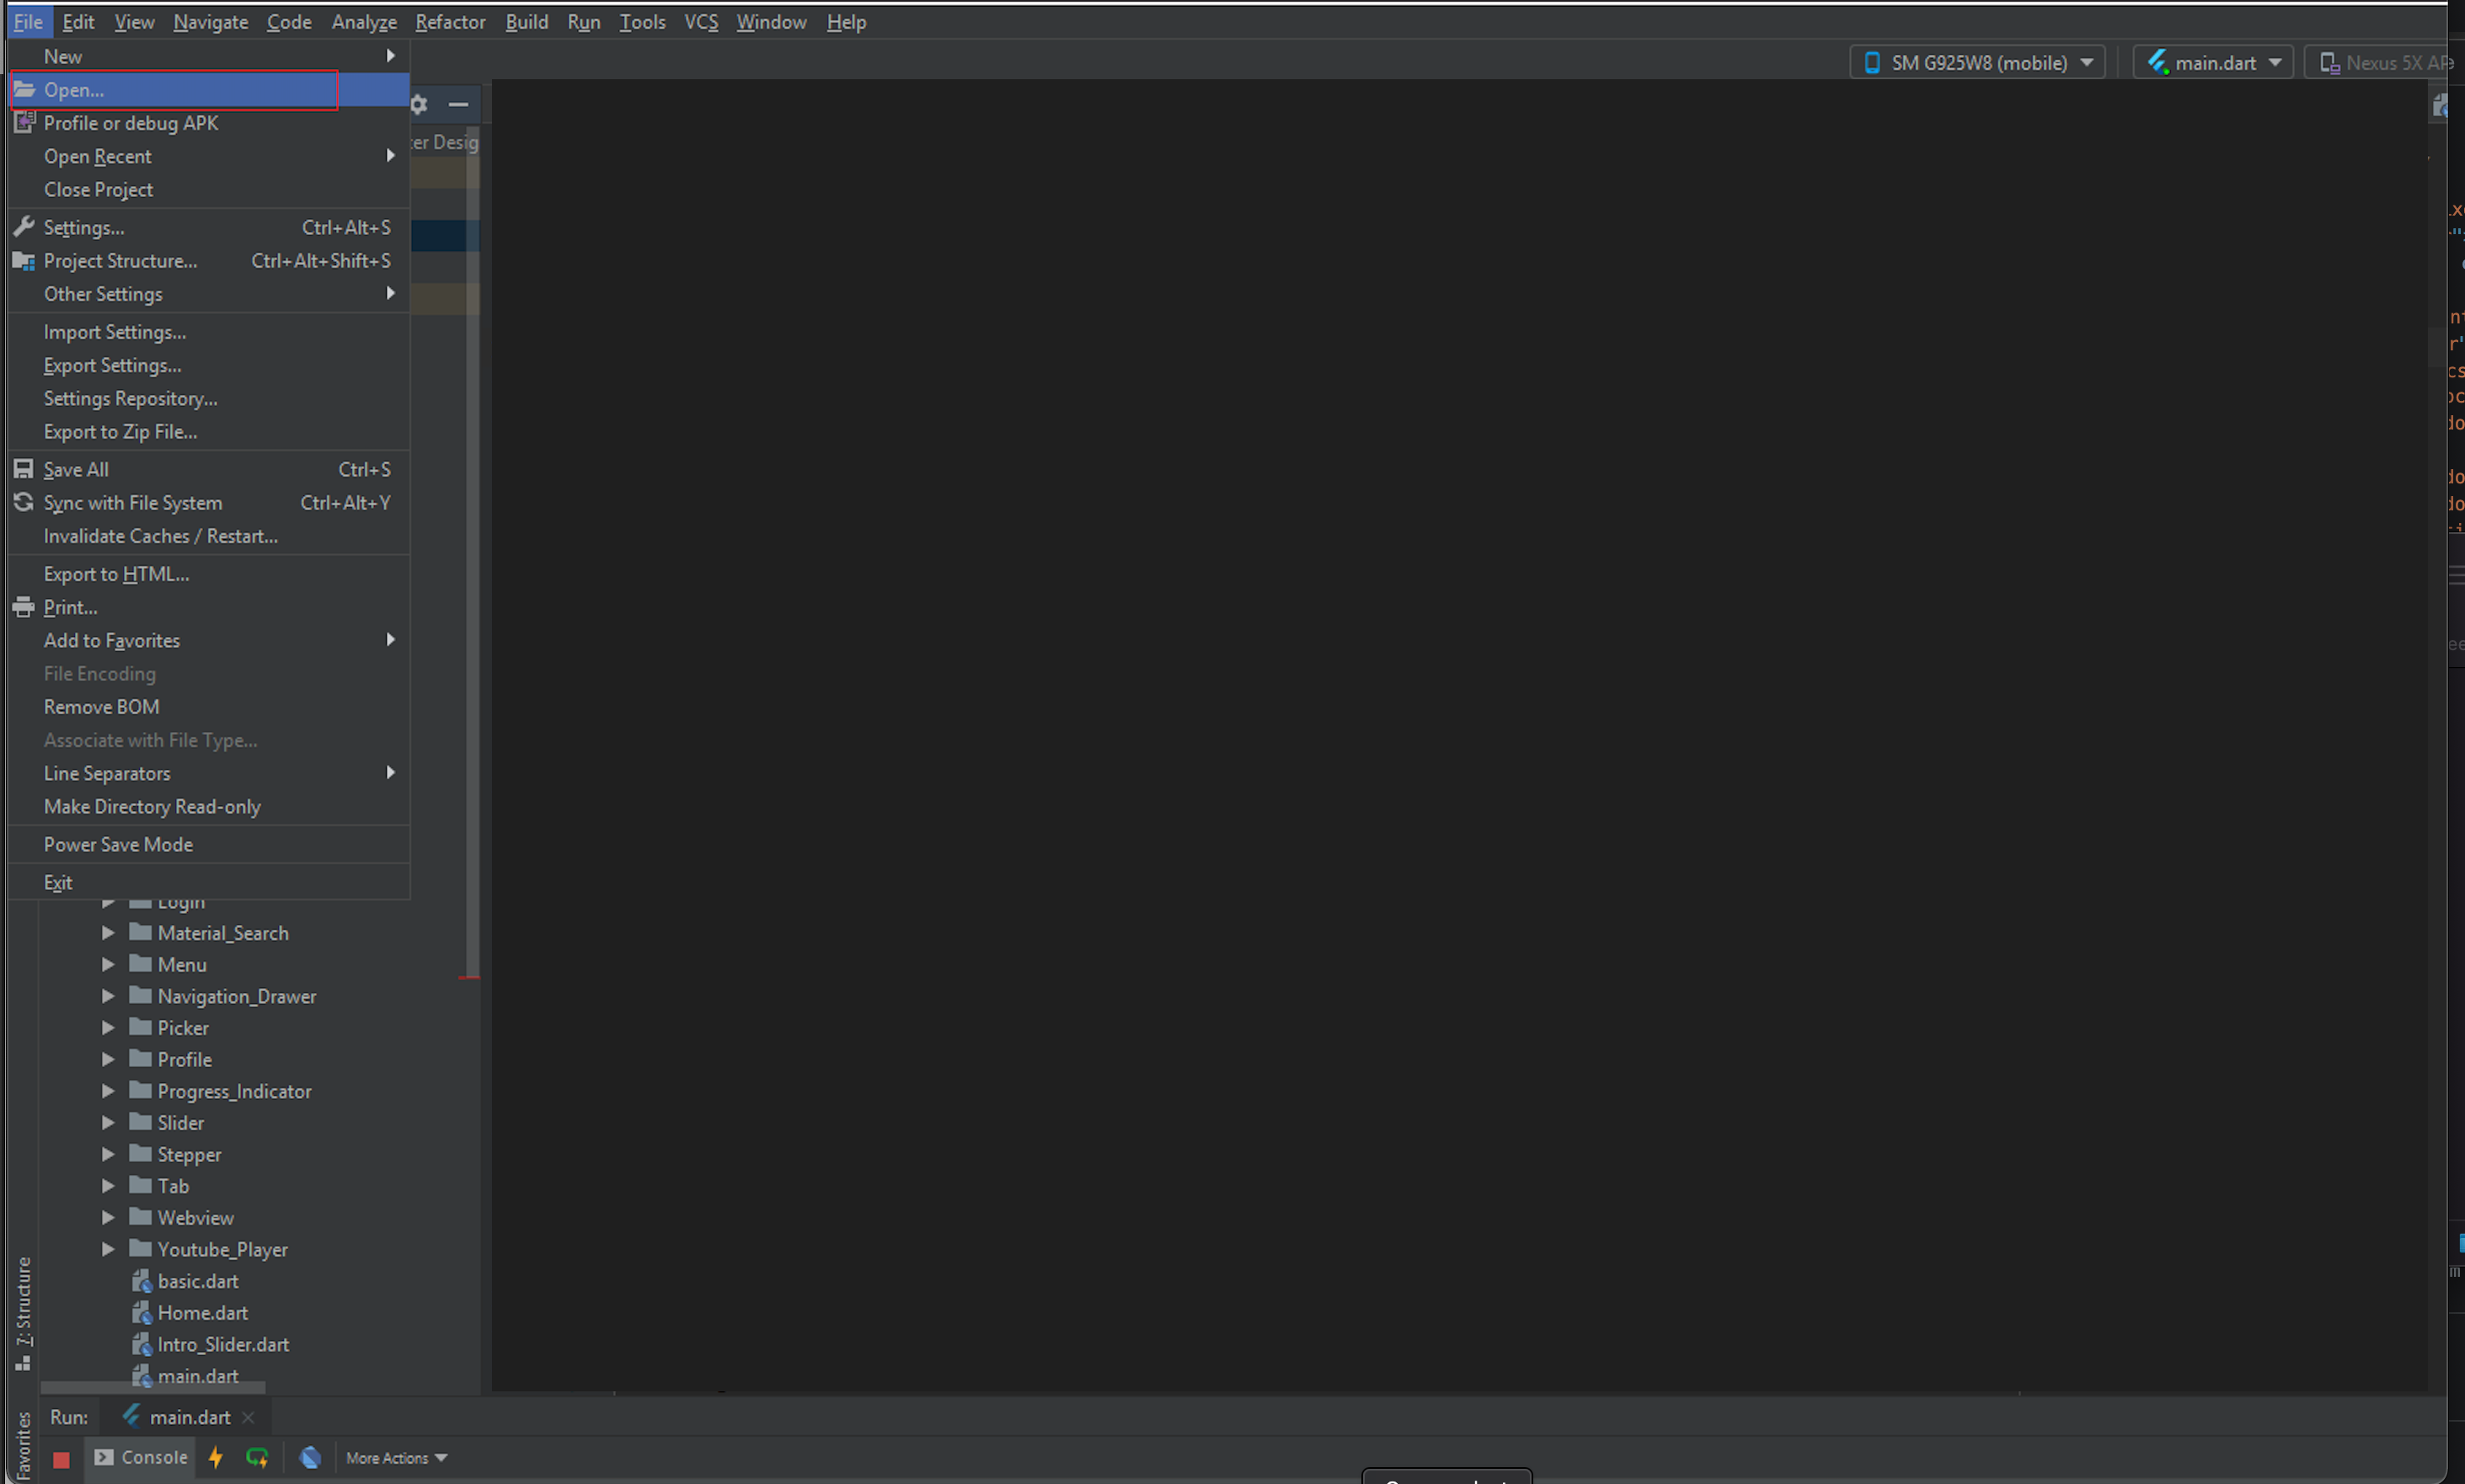 File Edit View Navigate Code Analyze Refactor Build Run Tools VCS Window Help
SM G925W8 (mobile) main.dart Nexus 5X AP
New
Open...
Profile or debug APK
Open Recent
Close Project
Settings... Ctrl+Alt+S
Project Structure... Ctrl+Alt+Shift+S
Other Settings
Import Settings...
Export Settings...
Settings Repository...
Export to Zip File...
Save All Ctrl+S
Sync with File System Ctrl+Alt+Y
Invalidate Caches / Restart...
Export to HTML...
Print...
Add to Favorites
File Encoding
Remove BOM
Associate with File Type...
Line Separators
Make Directory Read-only
Power Save Mode
Exit
ter Desig
Login
Material_Search
Menu
Navigation_Drawer
Picker
Profile
Progress_Indicator
Slider
Stepper
Tab
Webview
Youtube_Player
basic.dart
Home.dart
Intro_Slider.dart
main.dart
7: Structure
Favorites
Run: main.dart
Console More Actions